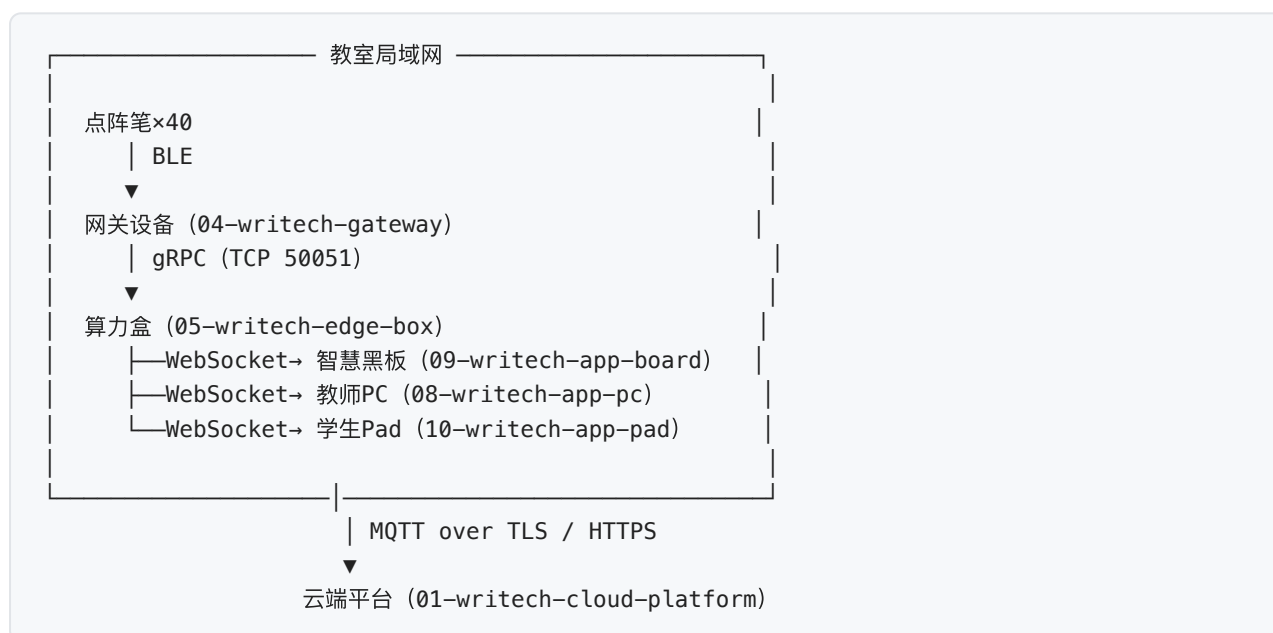 教室局域网
点阵笔×40
BLE
▼
网关设备（04-writech-gateway）
gRPC（TCP 50051）
▼
算力盒（05-writech-edge-box）
├──WebSocket→ 智慧黑板（09-writech-app-board）
├──WebSocket→ 教师PC（08-writech-app-pc）
└──WebSocket→ 学生Pad（10-writech-app-pad）
MQTT over TLS / HTTPS
▼
云端平台（01-writech-cloud-platform）